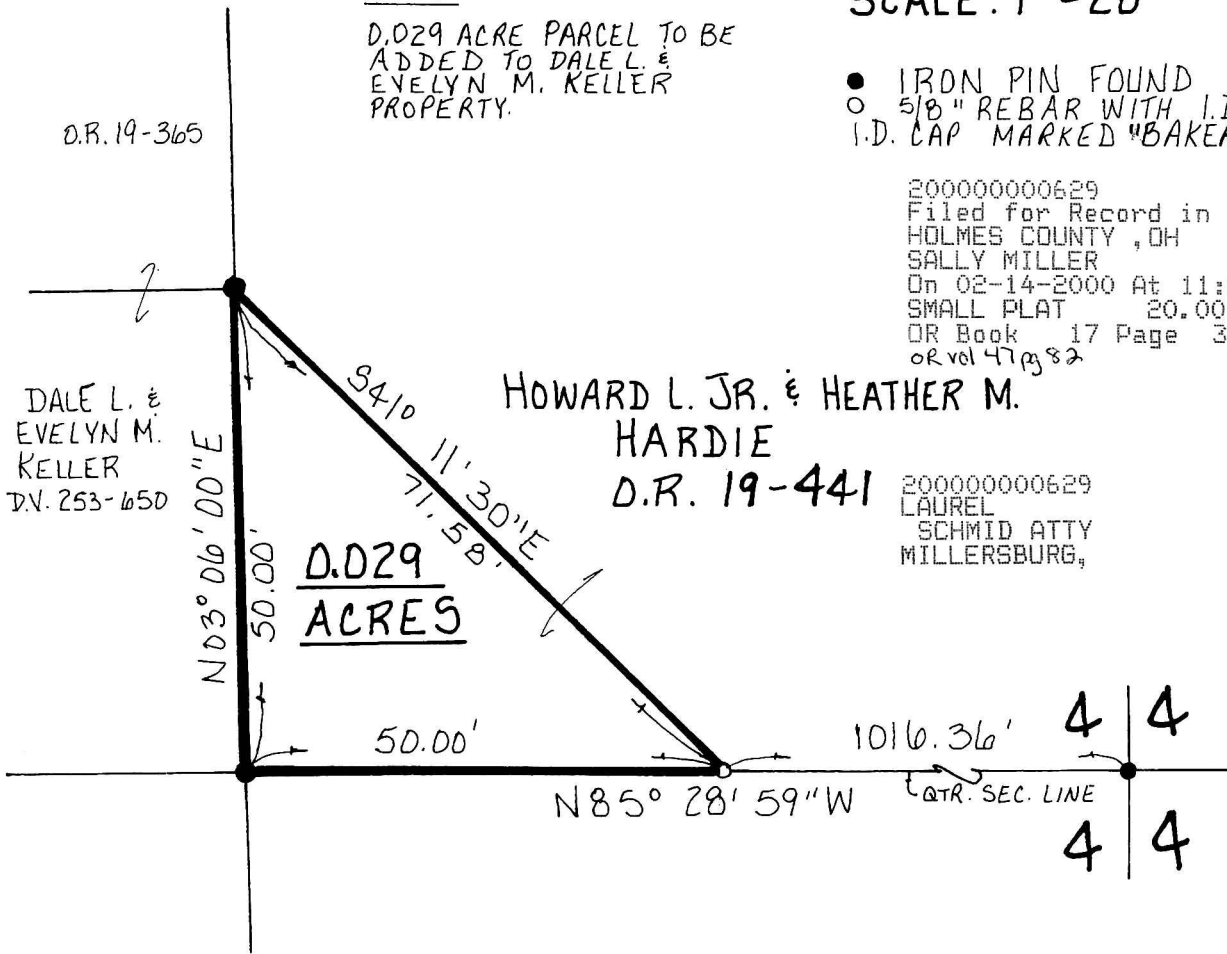 SCALE: 1"=20'
0.029 ACRE PARCEL TO BE
ADDED TO DALE L. &
EVELYN M. KELLER
PROPERTY.
IRON PIN FOUND
5/8" REBAR WITH I.D
I.D. CAP MARKED "BAKER
O.R. 19-365
200000000629
Filed for Record in
HOLMES COUNTY ,OH
SALLY MILLER
On 02-14-2000 At 11:
SMALL PLAT 20.00
OR Book 17 Page 3
OR vol 47 pg 82
DALE L. &
EVELYN M.
KELLER
D.V. 253-650
HOWARD L. JR. & HEATHER M.
HARDIE
O.R. 19-441
200000000629
LAUREL
SCHMID ATTY
MILLERSBURG,
N03° 06' 00"E
50.00'
S41° 11' 30"E
71.58'
0.029
ACRES
50.00'
N85° 28' 59"W
1016.36'
QTR. SEC. LINE
4 4
4 4